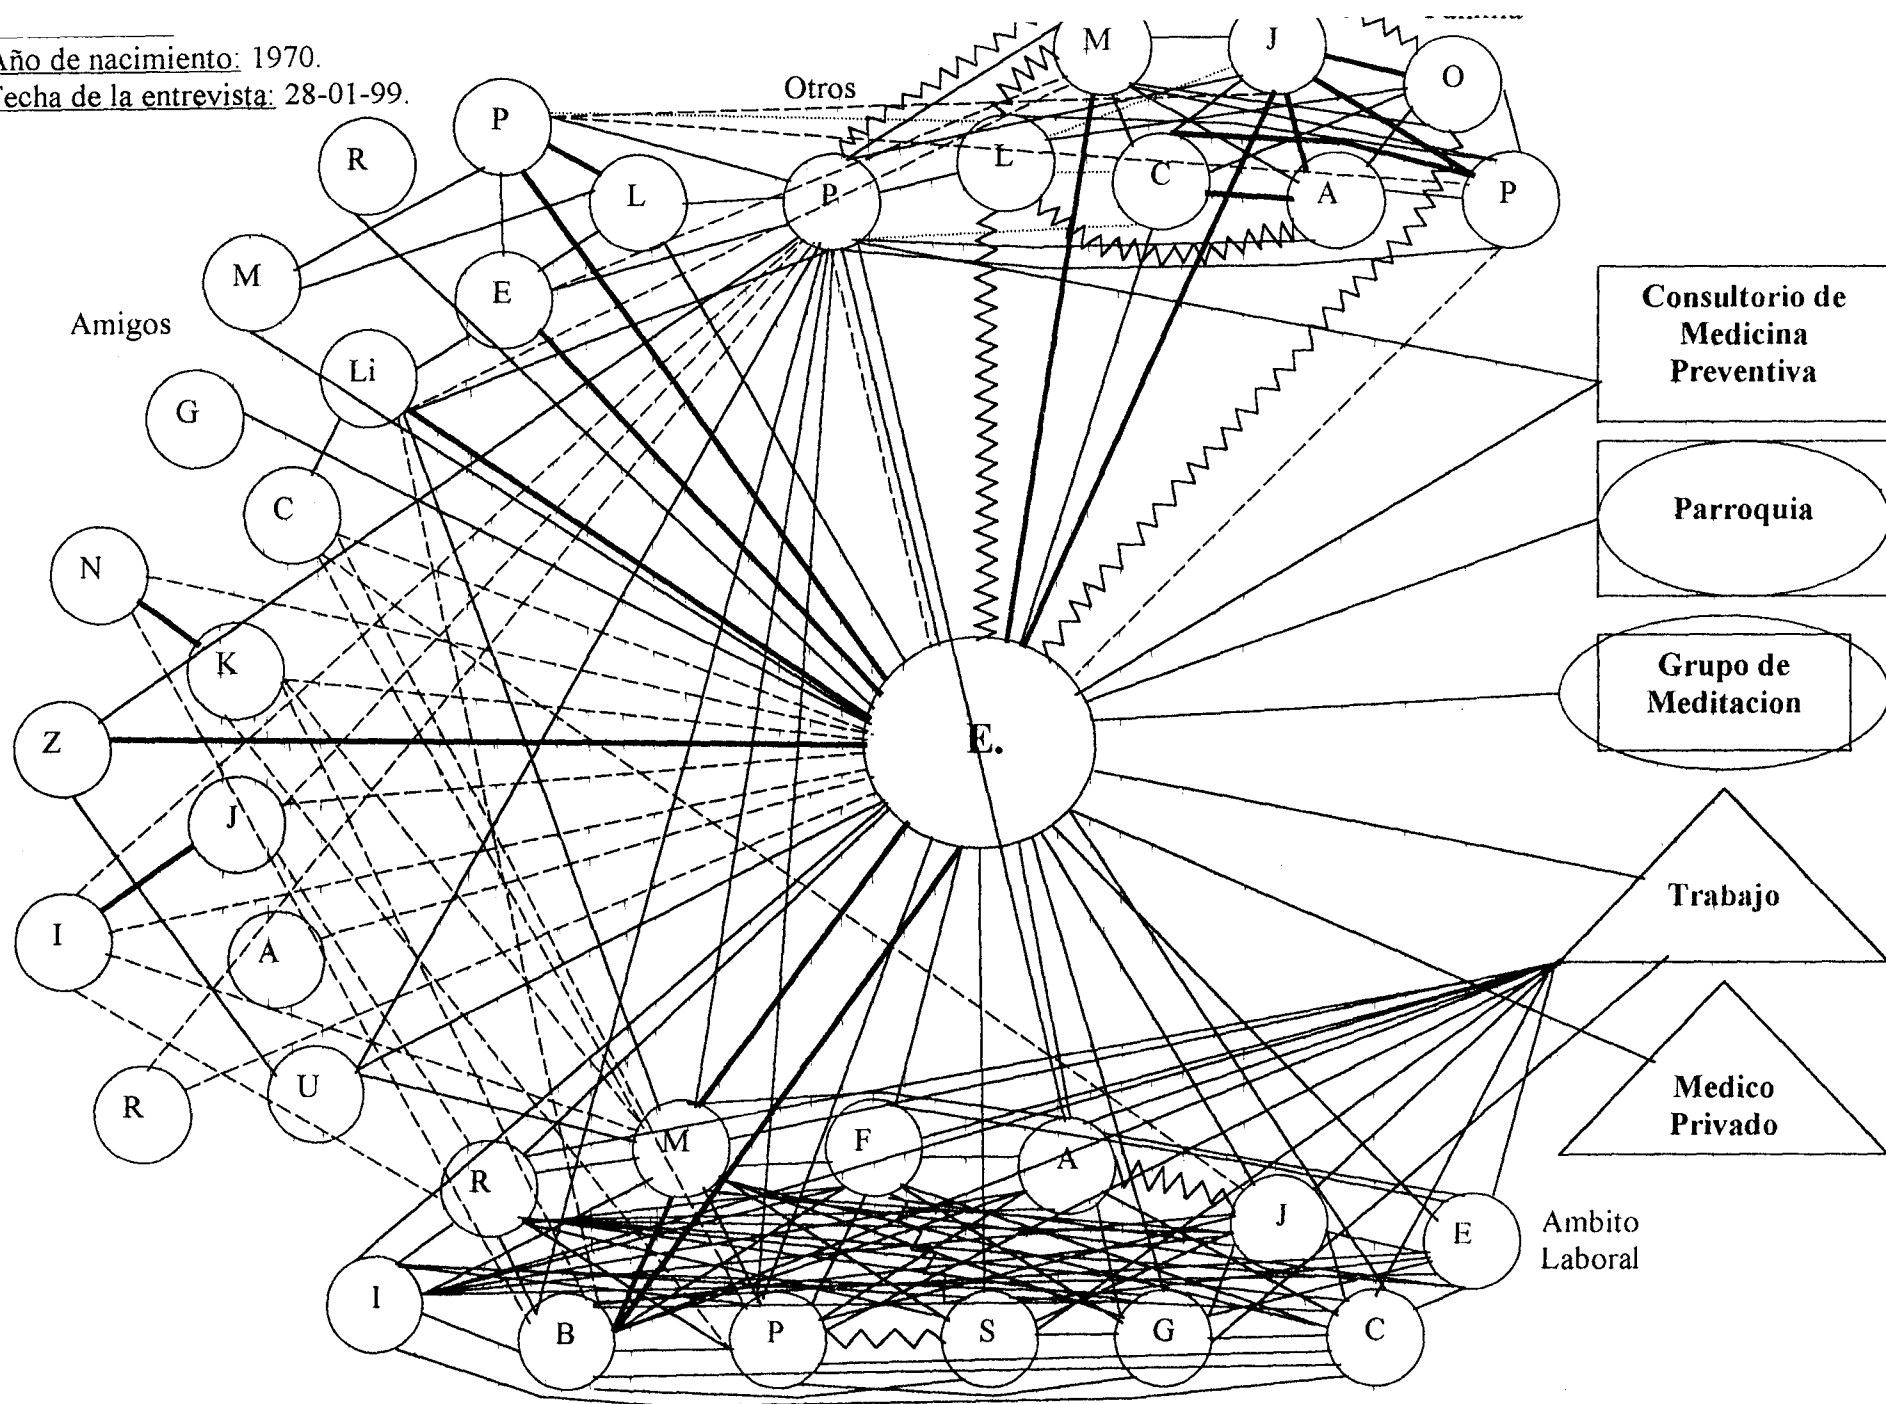 Año de nacimiento: 1970.
Fecha de la entrevista: 28-01-99.
Otros
M
J
O
P
R
L
P
L
C
A
P
M
E
Amigos
Li
G
C
N
K
Z
J
I
A
R
U
E.
Consultorio de
Medicina
Preventiva
Parroquia
Grupo de
Meditacion
Trabajo
Medico
Privado
R
M
F
A
J
E
Ambito
Laboral
I
B
P
S
G
C